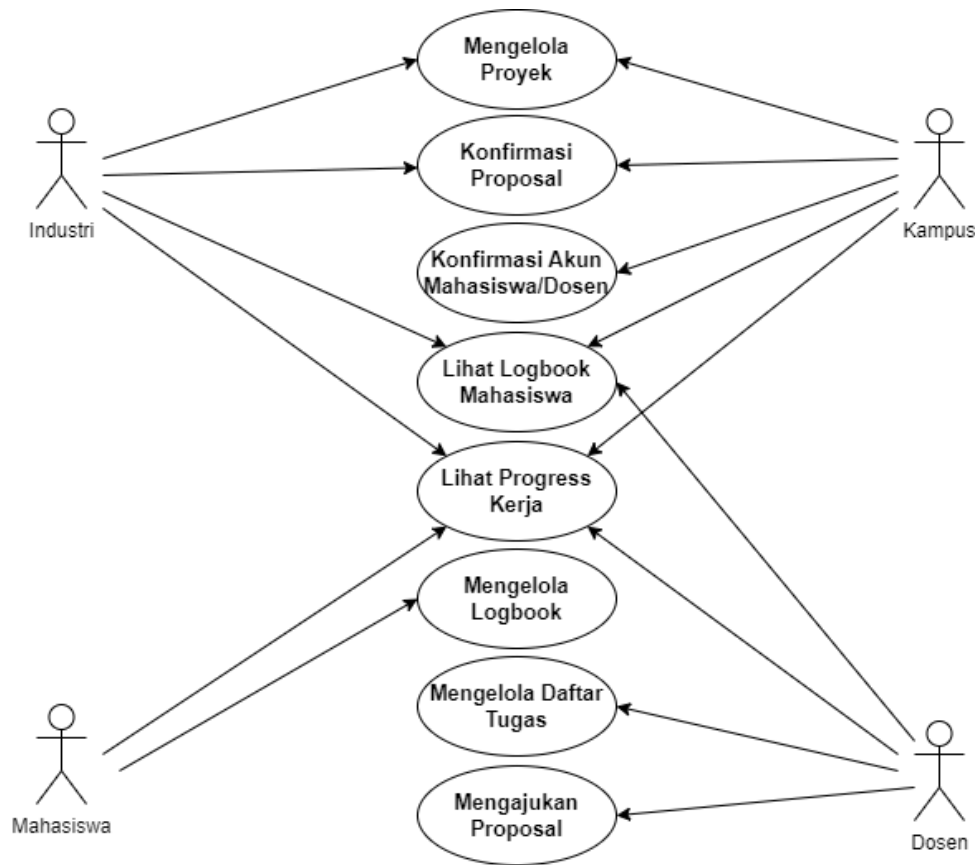 Mengelola
Proyek
Konfirmasi
Proposal
Industri
Kampus
Konfirmasi Akun
Mahasiswa/Dosen
Lihat Logbook
Mahasiswa
Lihat Progress
Kerja
Mengelola
Logbook
Mengelola Daftar
Tugas
Mengajukan
Proposal
Mahasiswa
Dosen